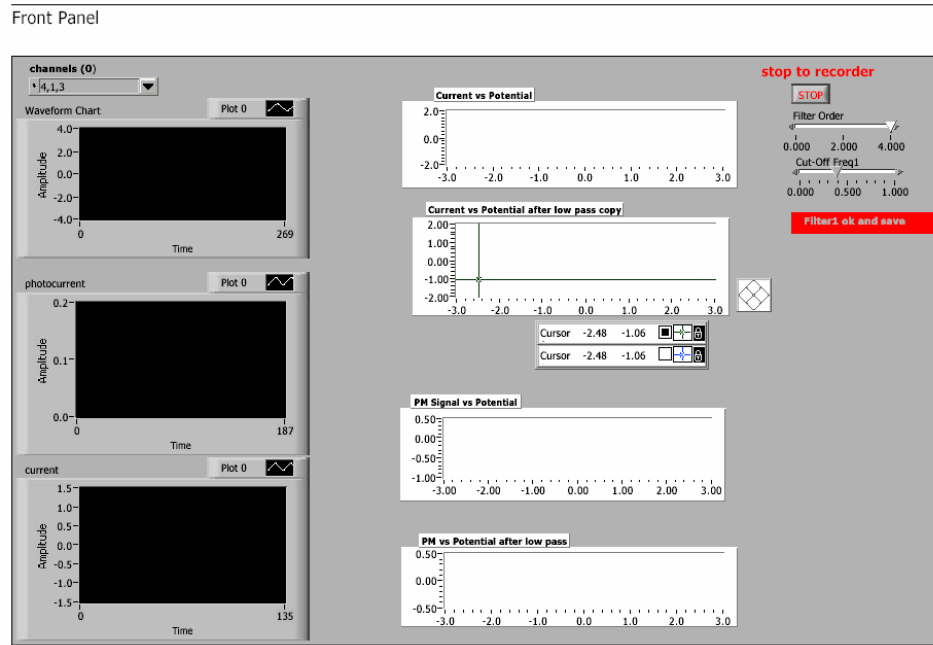 Front Panel
channels (0)
4,1,3
Waveform Chart
Plot 0
4.0
2.0
0.0
-2.0
-4.0
Amplitude
0
269
Time
photocurrent
Plot 0
0.2
0.1
0.0
Amplitude
0
187
Time
current
Plot 0
1.5
1.0
0.5
0.0
-0.5
-1.0
-1.5
Amplitude
0
135
Time
Current vs Potential
2.0
0.0
-2.0
-3.0 -2.0 -1.0 0.0 1.0 2.0 3.0
Current vs Potential after low pass copy
2.00
1.00
0.00
-1.00
-2.00
-3.0 -2.0 -1.0 0.0 1.0 2.0 3.0
Cursor -2.48 -1.06
Cursor -2.48 -1.06
PM Signal vs Potential
0.50
0.00
-0.50
-1.00
-3.00 -2.00 -1.00 0.00 1.00 2.00 3.00
PM vs Potential after low pass
0.50
0.00
-0.50
-3.0 -2.0 -1.0 0.0 1.0 2.0 3.0
stop to recorder
STOP
Filter Order
0.000 2.000 4.000
Cut-Off Freq1
0.000 0.500 1.000
Filter1 ok and save